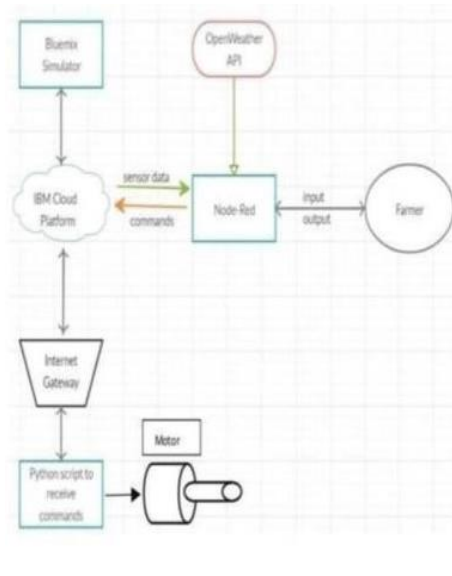 Bluemix
Simulator
OpenWeather
API
sensor data
IBM Cloud
Platform
commands
Node-Red
input
output
Farmer
Internet
Gateway
Motor
Python script to
receive
commands